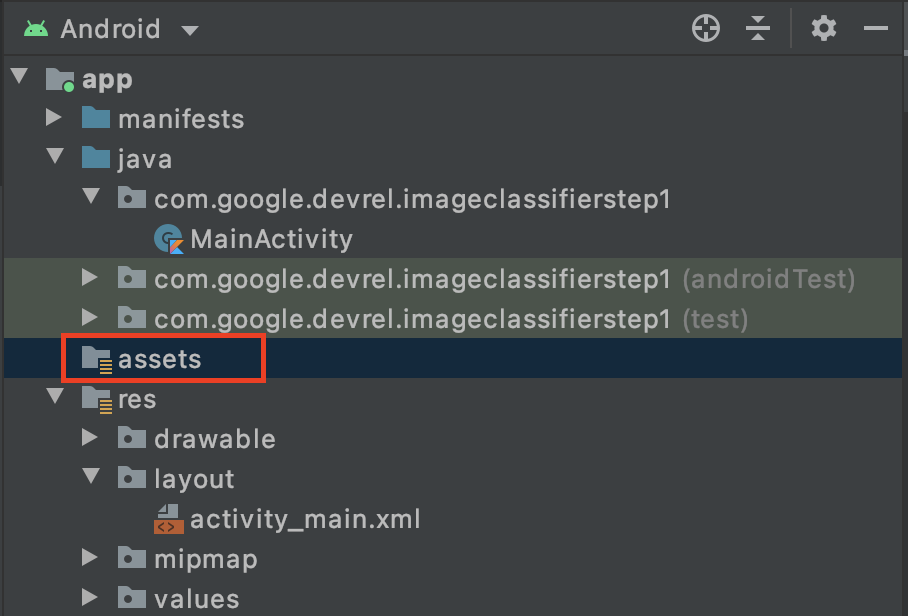 Android
app
manifests
java
com.google.devrel.imageclassifierstep1
MainActivity
com.google.devrel.imageclassifierstep1 (androidTest)
com.google.devrel.imageclassifierstep1 (test)
assets
res
drawable
layout
activity_main.xml
mipmap
values